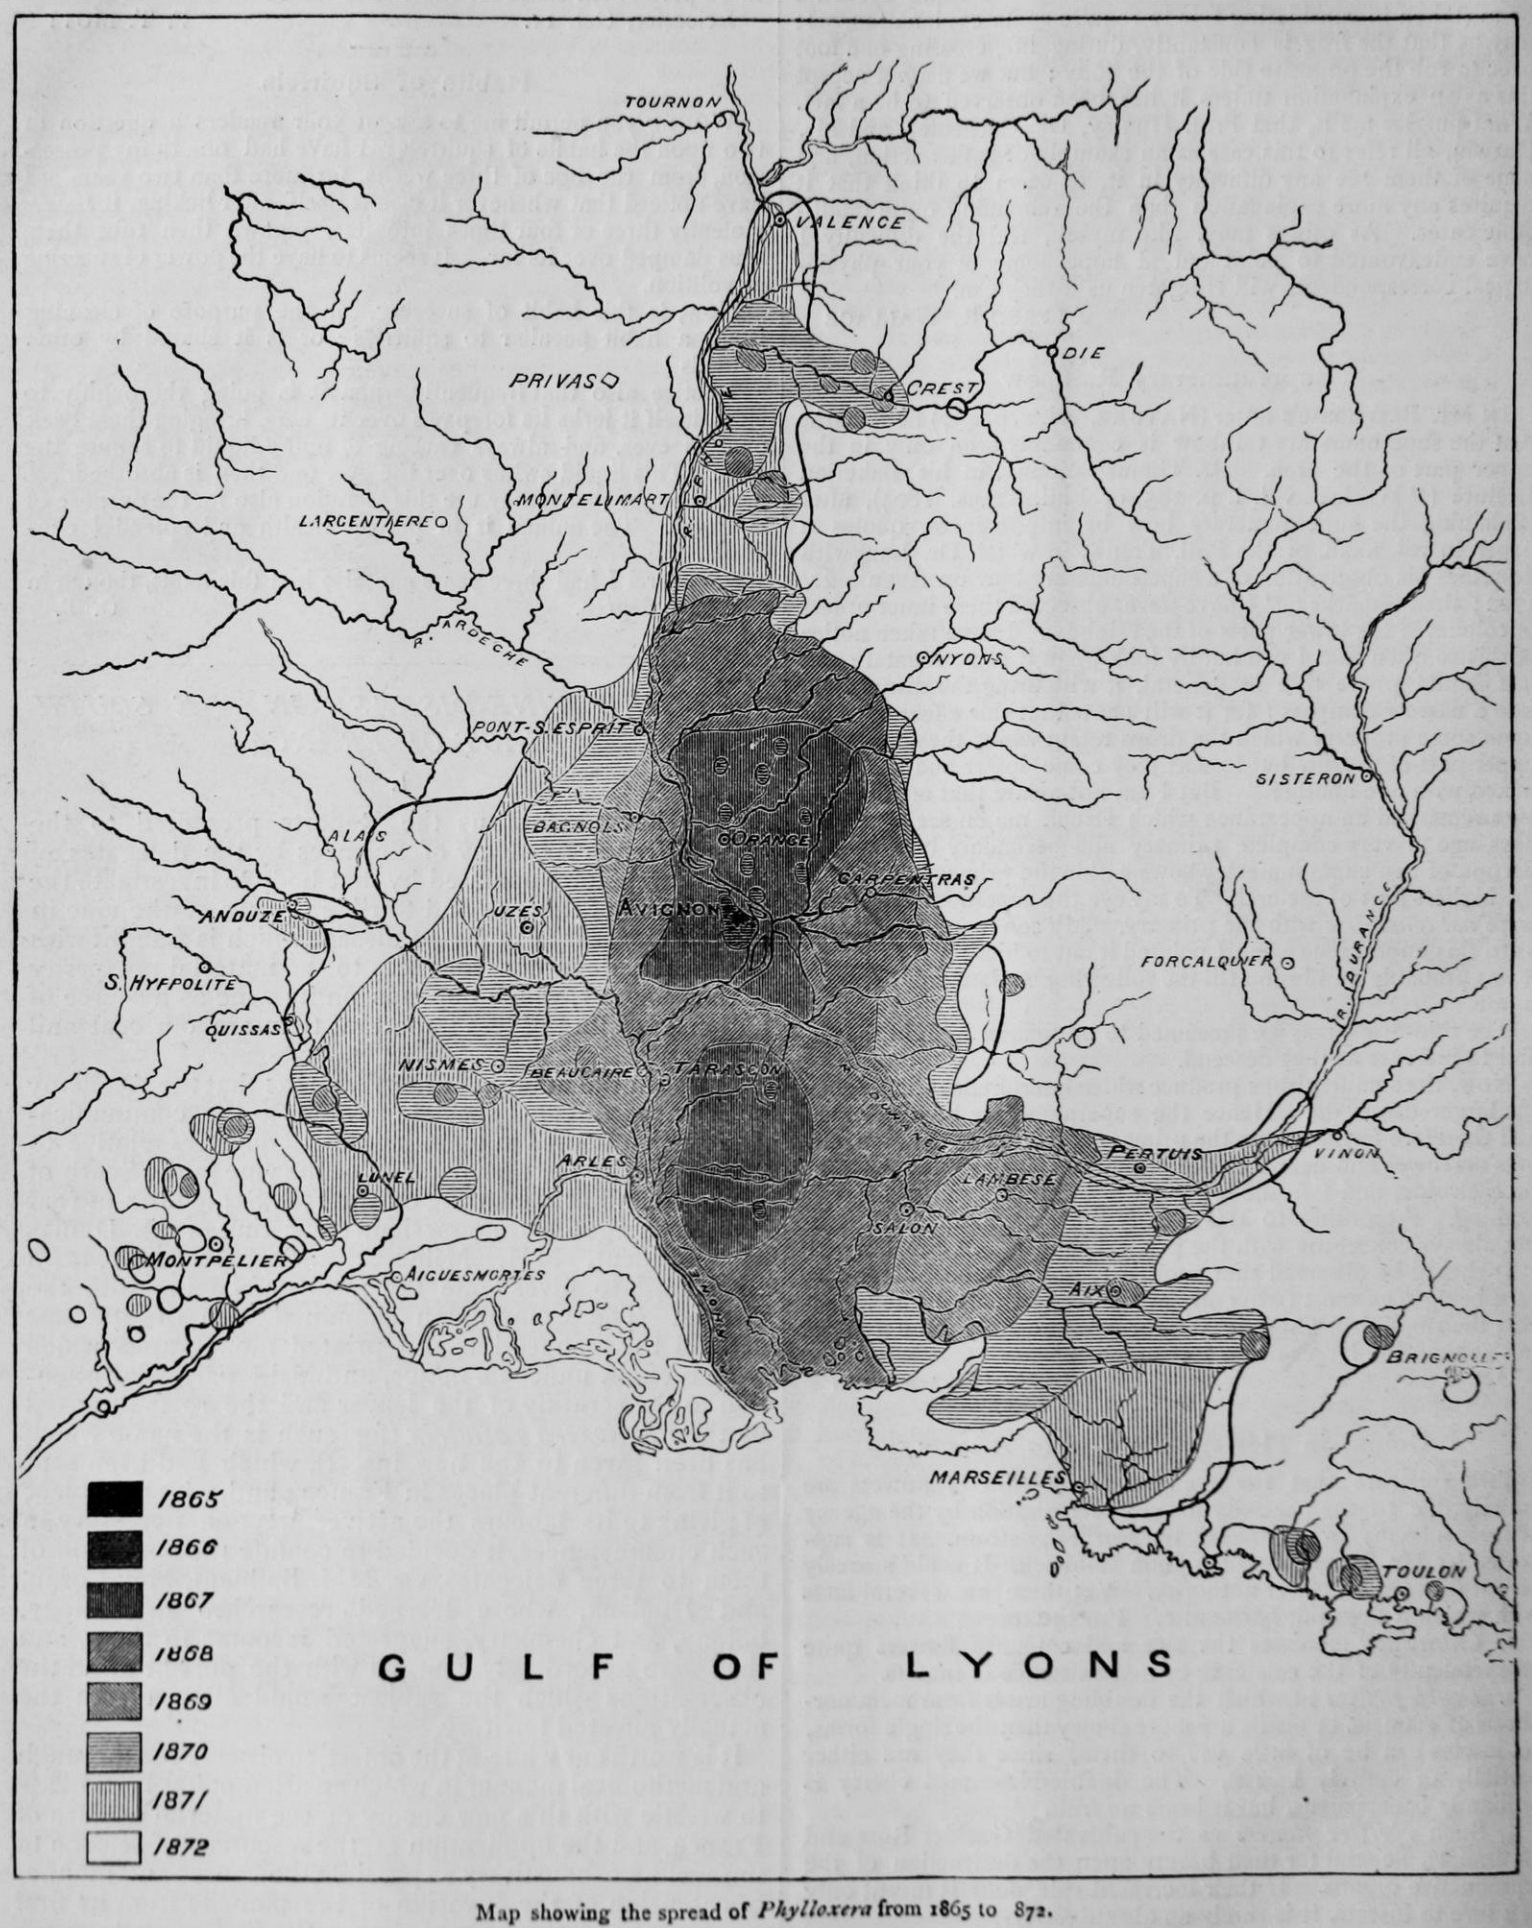 TOURNON
VALENCE
DIE
PRIVAS
CREST
R. RHONE
MONTELIMART
LARGENTIERE
R. ARDECHE
NYONS
PONT-S. ESPRIT
SISTERON
BAGNOLS
ORANGE
ALAIS
CARPENTRAS
ANDUZE
UZES
AVIGNON
R. DURANCE
FORCALQUIER
S. HYPPOLITE
QUISSAS
NISMES
BEAUCAIRE
TARASCON
R. DURANCE
PERTUIS
VINON
ARLES
LAMBESE
LUNEL
SALON
MONTPELIER
AIGUESMORTES
RHONE
AIX
BRIGNOLLES
MARSEILLES
?
TOULON
GULF OF LYONS
1865
1866
1867
1868
1869
1870
1871
1872
Map showing the spread of Phylloxera from 1865 to 872.